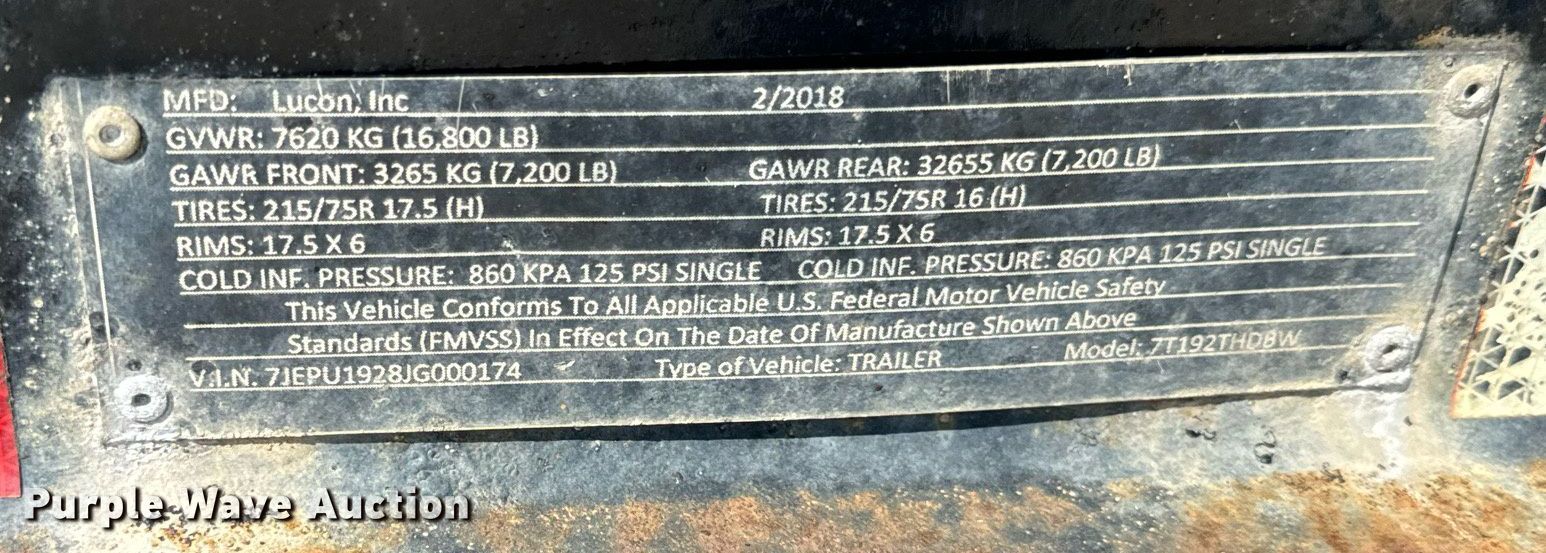 MFD: Lucon, Inc 2/2018
GVWR: 7620 KG (16,800 LB)
GAWR FRONT: 3265 KG (7,200 LB) GAWR REAR: 32655 KG (7,200 LB)
TIRES: 215/75R 17.5 (H) TIRES: 215/75R 16 (H)
RIMS: 17.5 X 6 RIMS: 17.5 X 6
COLD INF. PRESSURE: 860 KPA 125 PSI SINGLE COLD INF. PRESSURE: 860 KPA 125 PSI SINGLE
This Vehicle Conforms To All Applicable U.S. Federal Motor Vehicle Safety
Standards (FMVSS) In Effect On The Date Of Manufacture Shown Above
V.I.N. 7JEPU1928JG000174 Type of Vehicle: TRAILER Model: 7T192THDBW
Purple Wave Auction